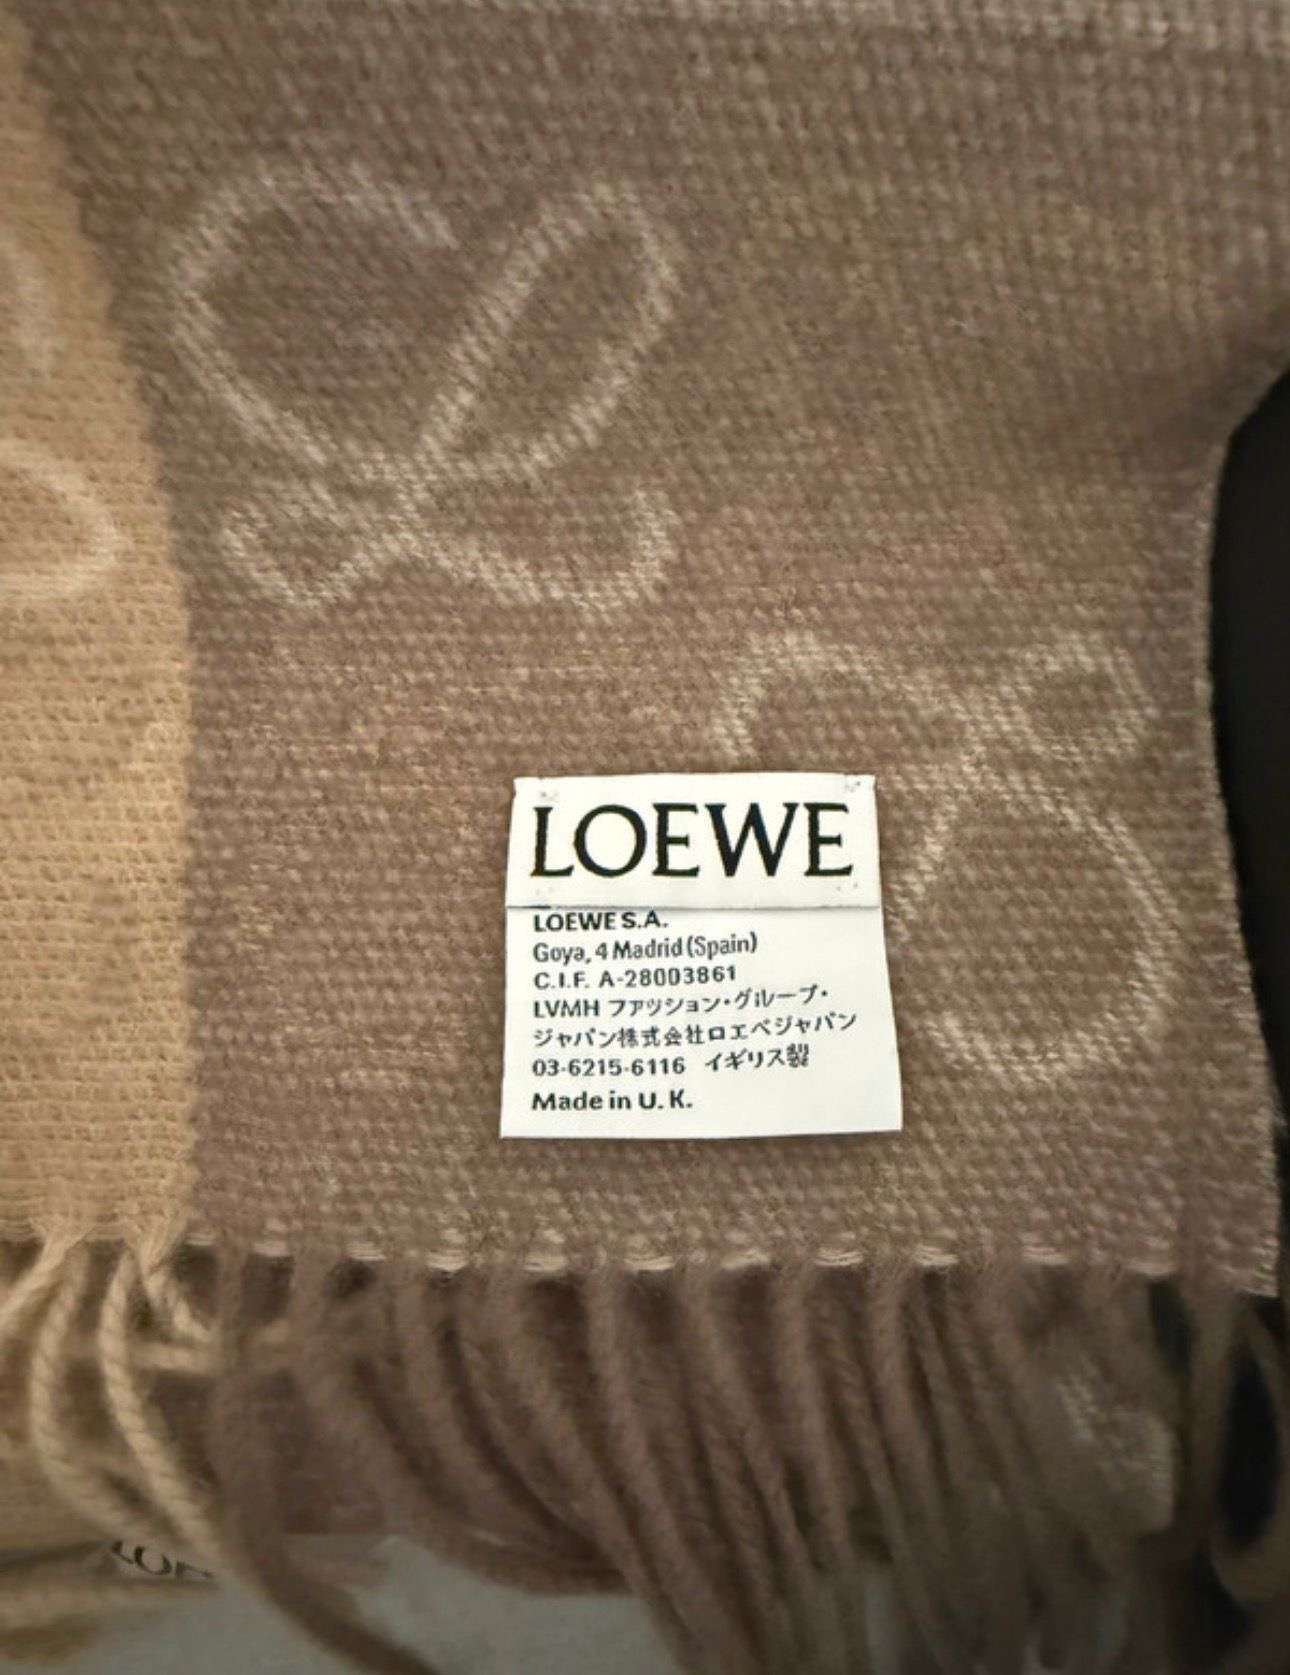 LOEWE
LOEWE S.A.
Goya, 4 Madrid (Spain)
C.I.F. A-28003861
LVMH ファッション・グループ・
ジャパン株式会社ロエベジャパン
03-6215-6116 イギリス製
Made in U.K.